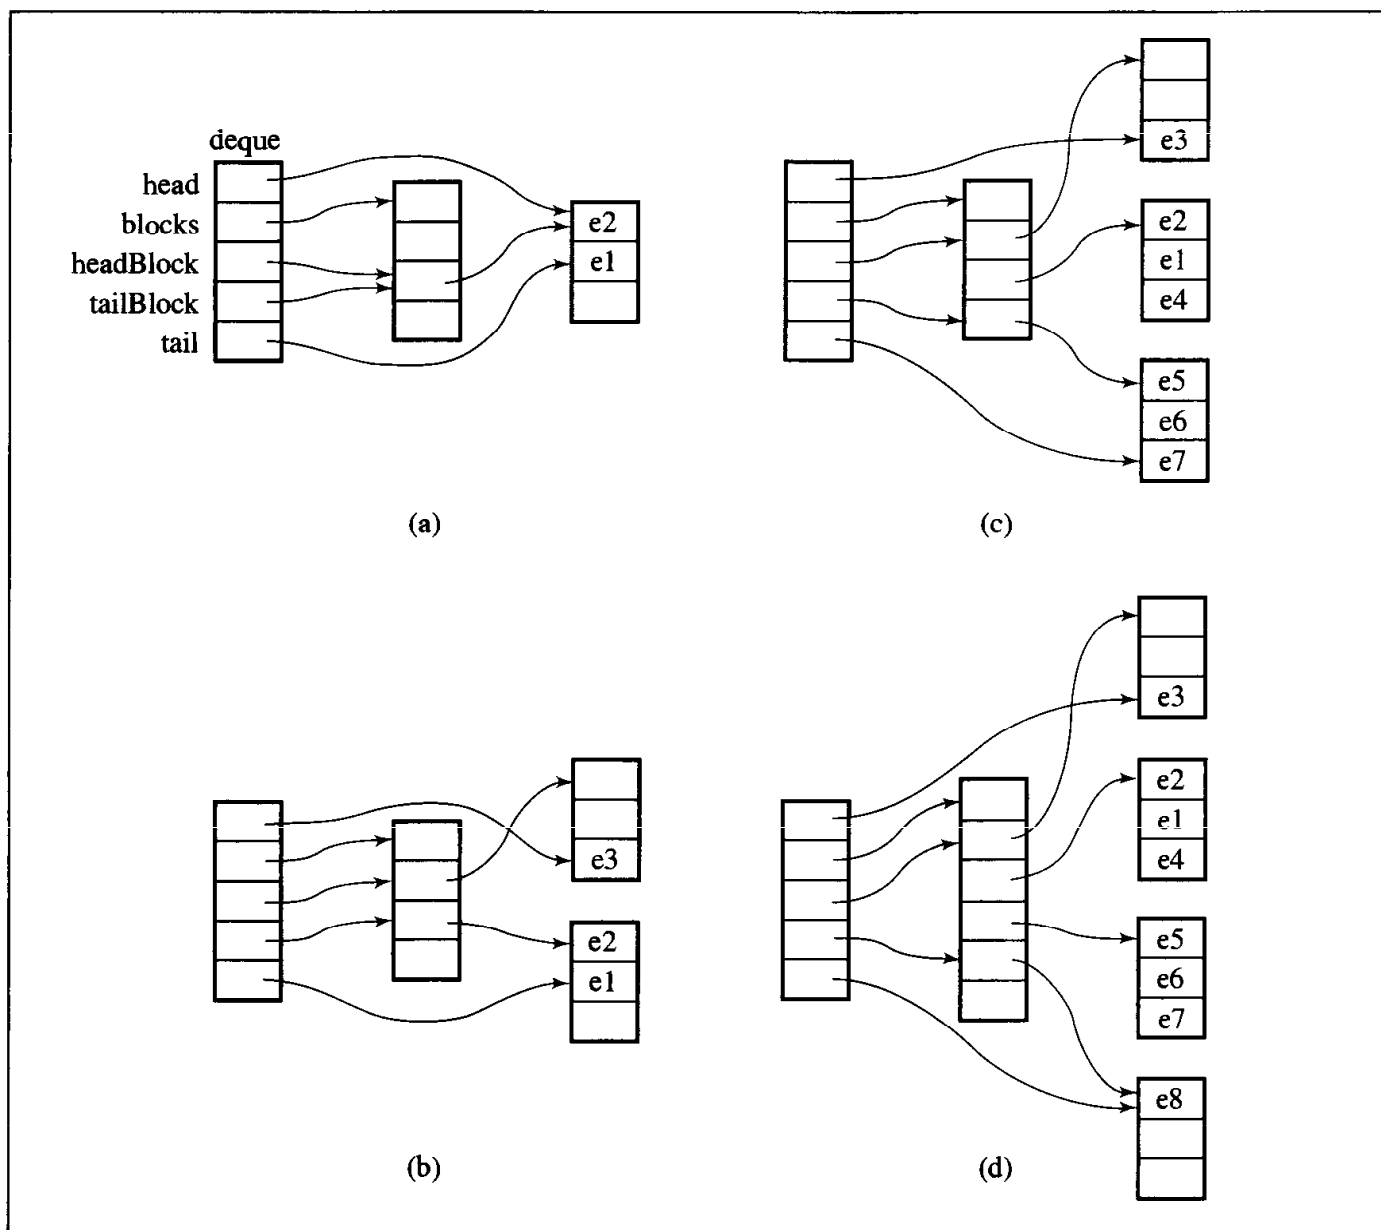 deque
head
blocks
headBlock
tailBlock
tail
e2
e1
(a)
e3
e2
e1
e4
e5
e6
e7
(c)
e3
e2
e1
(b)
e3
e2
e1
e4
e5
e6
e7
e8
(d)